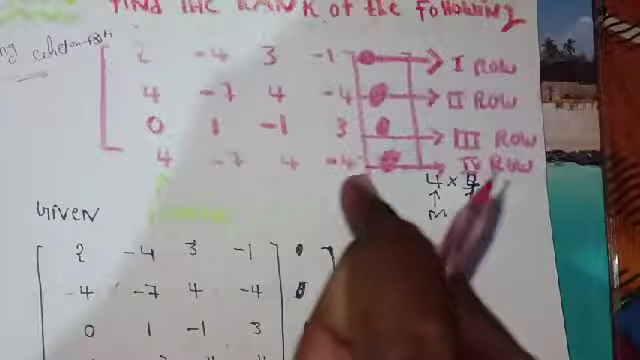 FIND THE RANK of the Following
using echelon
2 -4 3 -1 I ROW
4 -7 4 -4 II ROW
0 1 -1 3 III ROW
4 -7 4 -4 IV ROW
4 ×
m
Given
2 -4 3 -1 0
-4 -7 4 -4 0
0 1 -1 3